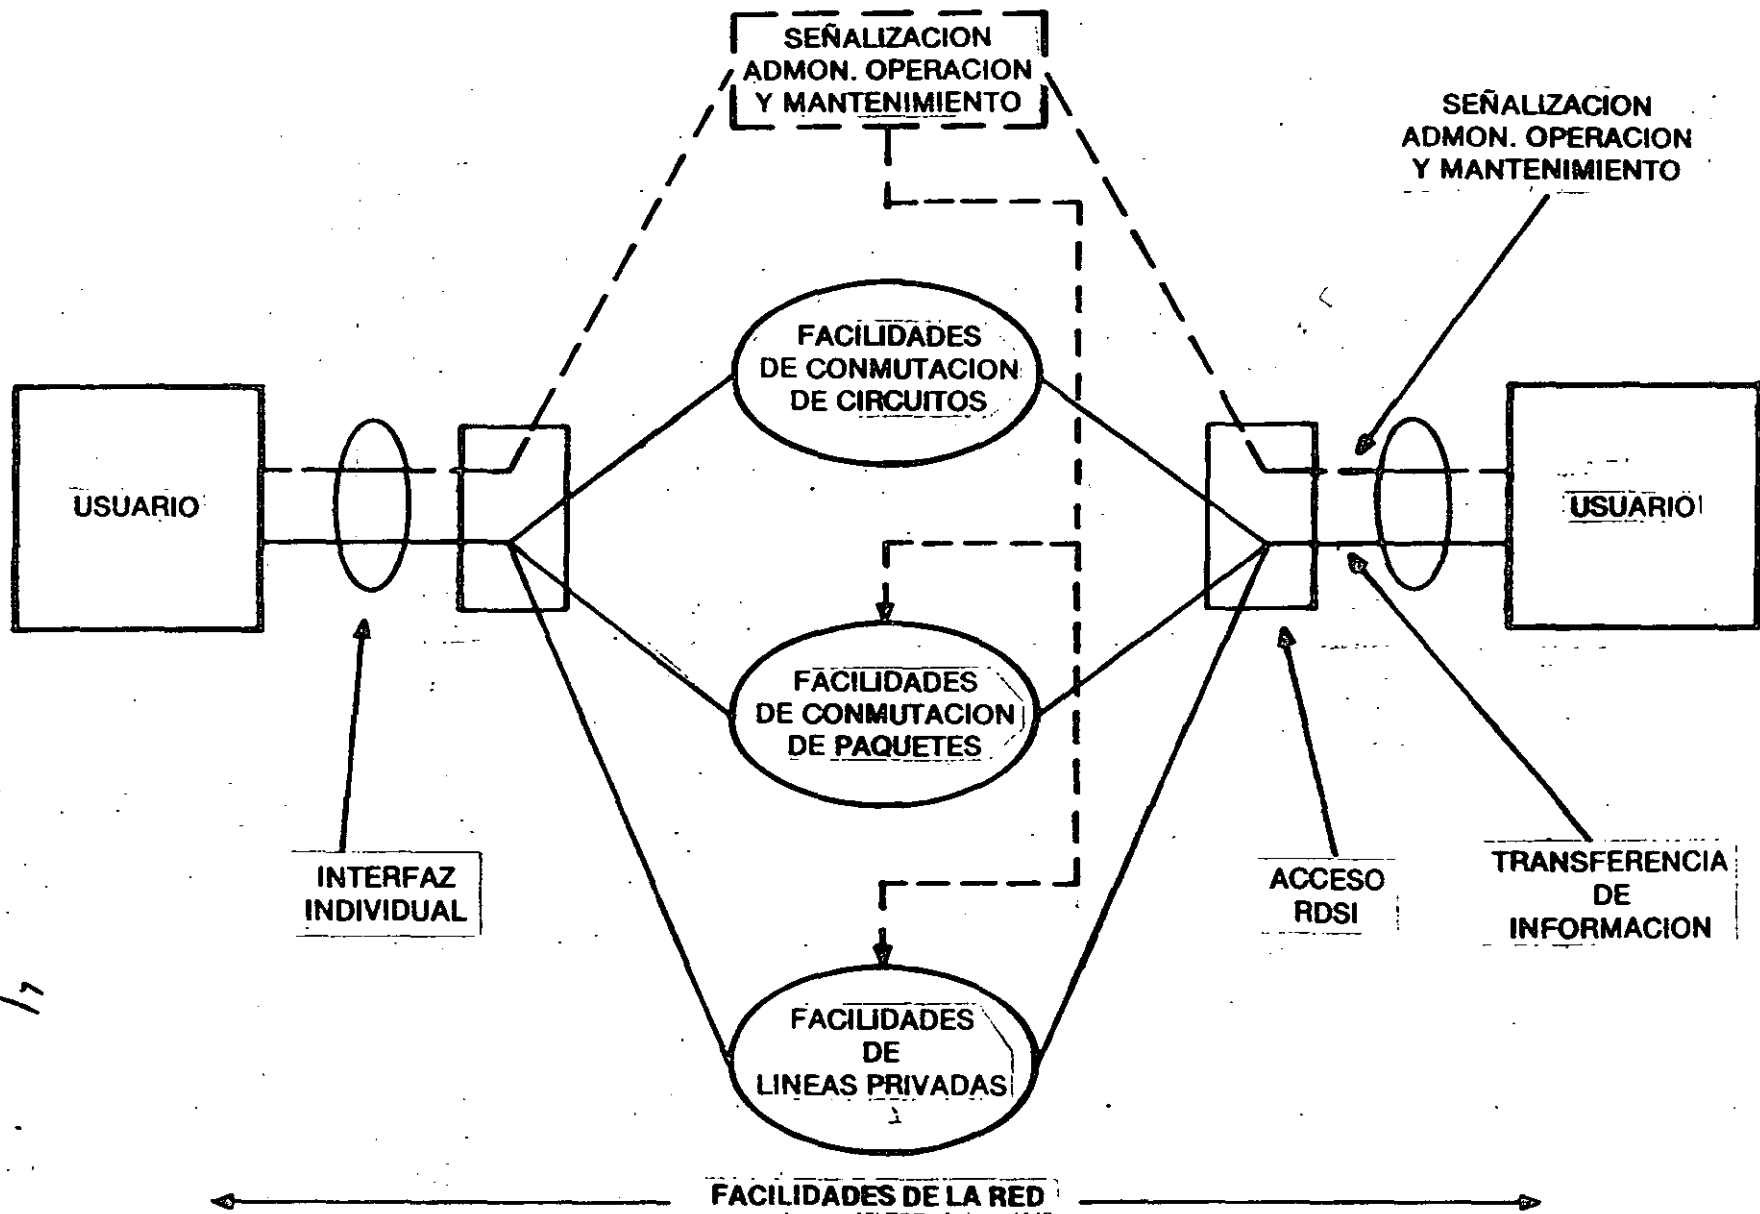 SEÑALIZACION
ADMON. OPERACION
Y MANTENIMIENTO
SEÑALIZACION
ADMON. OPERACION
Y MANTENIMIENTO
FACILIDADES
DE CONMUTACION
DE CIRCUITOS
USUARIO
USUARIO
FACILIDADES
DE CONMUTACION
DE PAQUETES
INTERFAZ
INDIVIDUAL
ACCESO
RDSI
TRANSFERENCIA
DE
INFORMACION
FACILIDADES
DE
LINEAS PRIVADAS
FACILIDADES DE LA RED